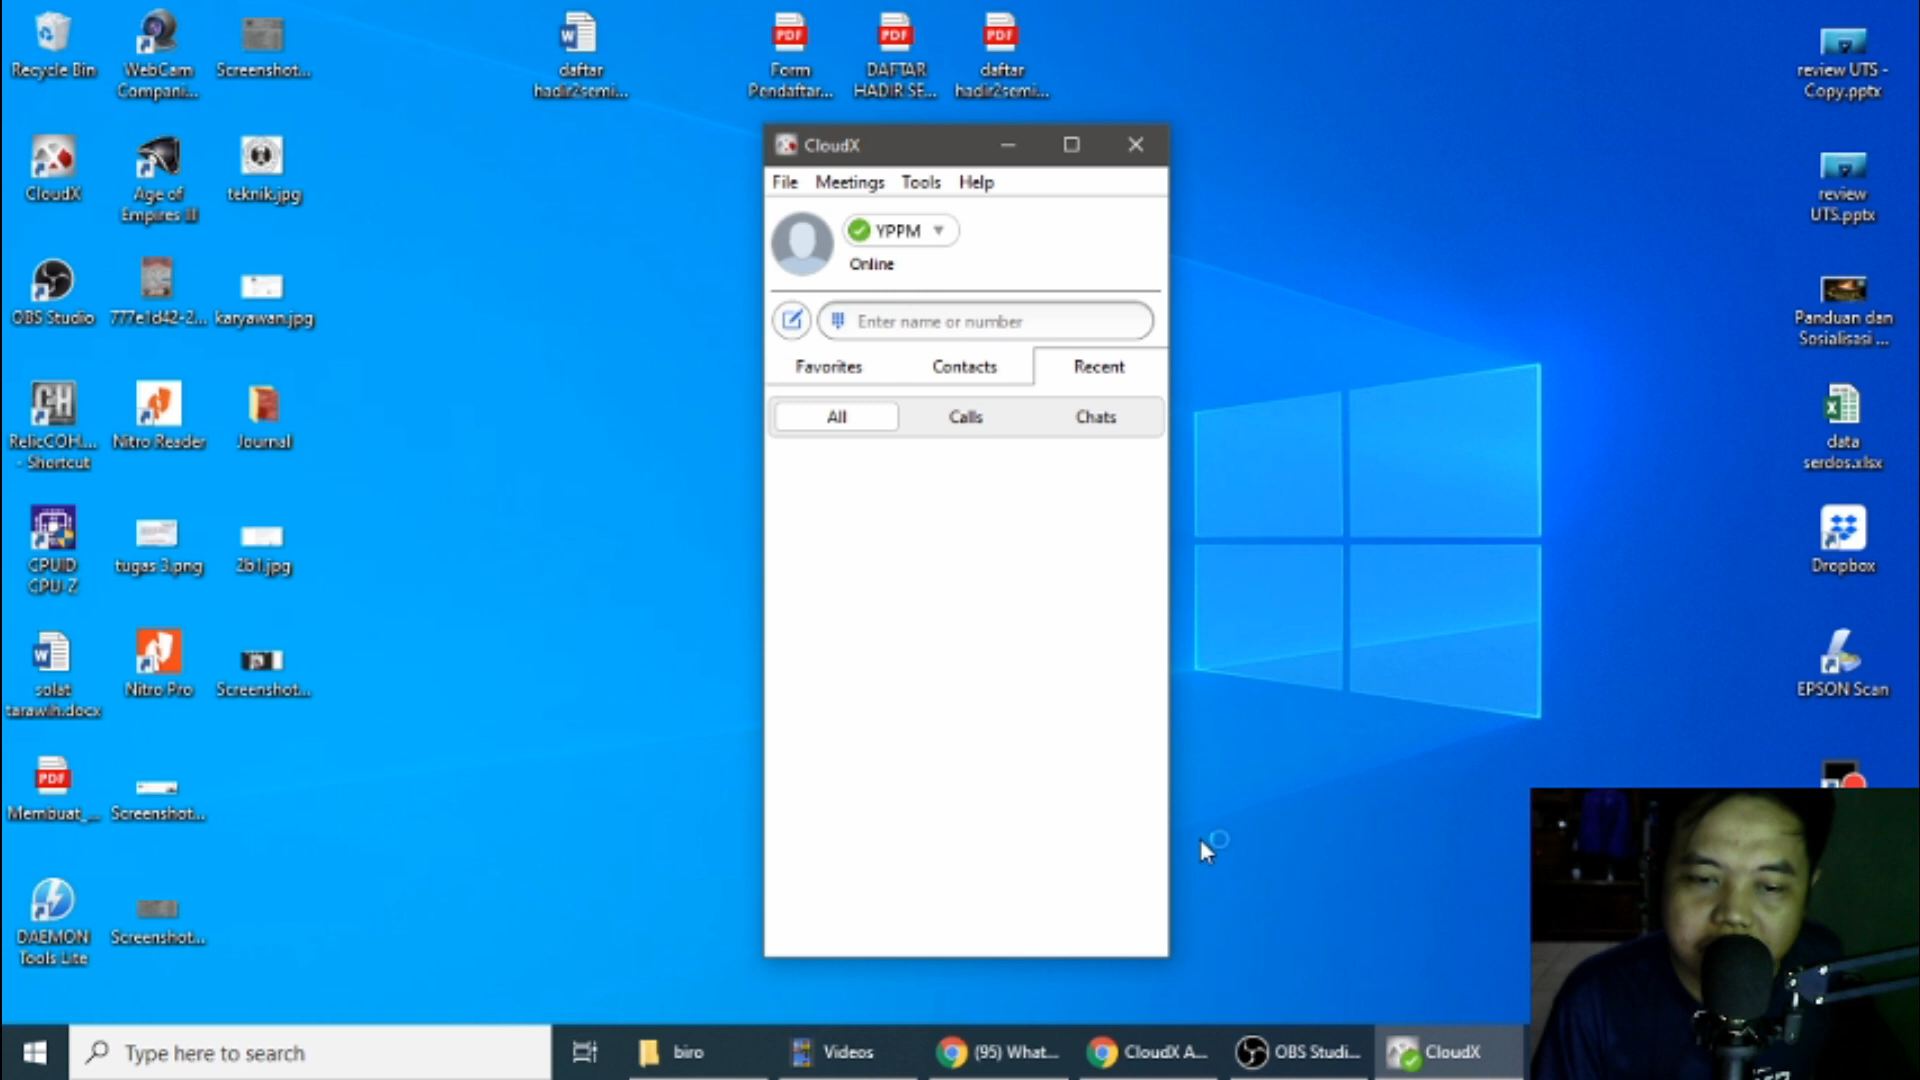 Recycle Bin
WebCam
Compani...
Screenshot...
daftar
hadir2semi...
Form
Pendaftar...
DAFTAR
HADIR SE...
daftar
hadir2semi...
review UTS -
Copy.pptx
CloudX
Age of
Empires III
teknik.jpg
review
UTS.pptx
OBS Studio
777e1d42-2...
karyawan.jpg
Panduan dan
Sosialisasi ...
RelicCOH...
- Shortcut
Nitro Reader
Journal
data
serdos.xlsx
CPUID
CPU-Z
tugas 3.png
2b1.jpg
Dropbox
solat
tarawih.docx
Nitro Pro
Screenshot...
EPSON Scan
PDF
Membuat_...
Screenshot...
DAEMON
Tools Lite
Screenshot...
PDF
PDF
PDF
CloudX
File Meetings Tools Help
YPPM
Online
Enter name or number
Favorites Contacts Recent
All Calls Chats
Type here to search
biro
Videos
(95) What...
CloudX A...
OBS Studi...
CloudX